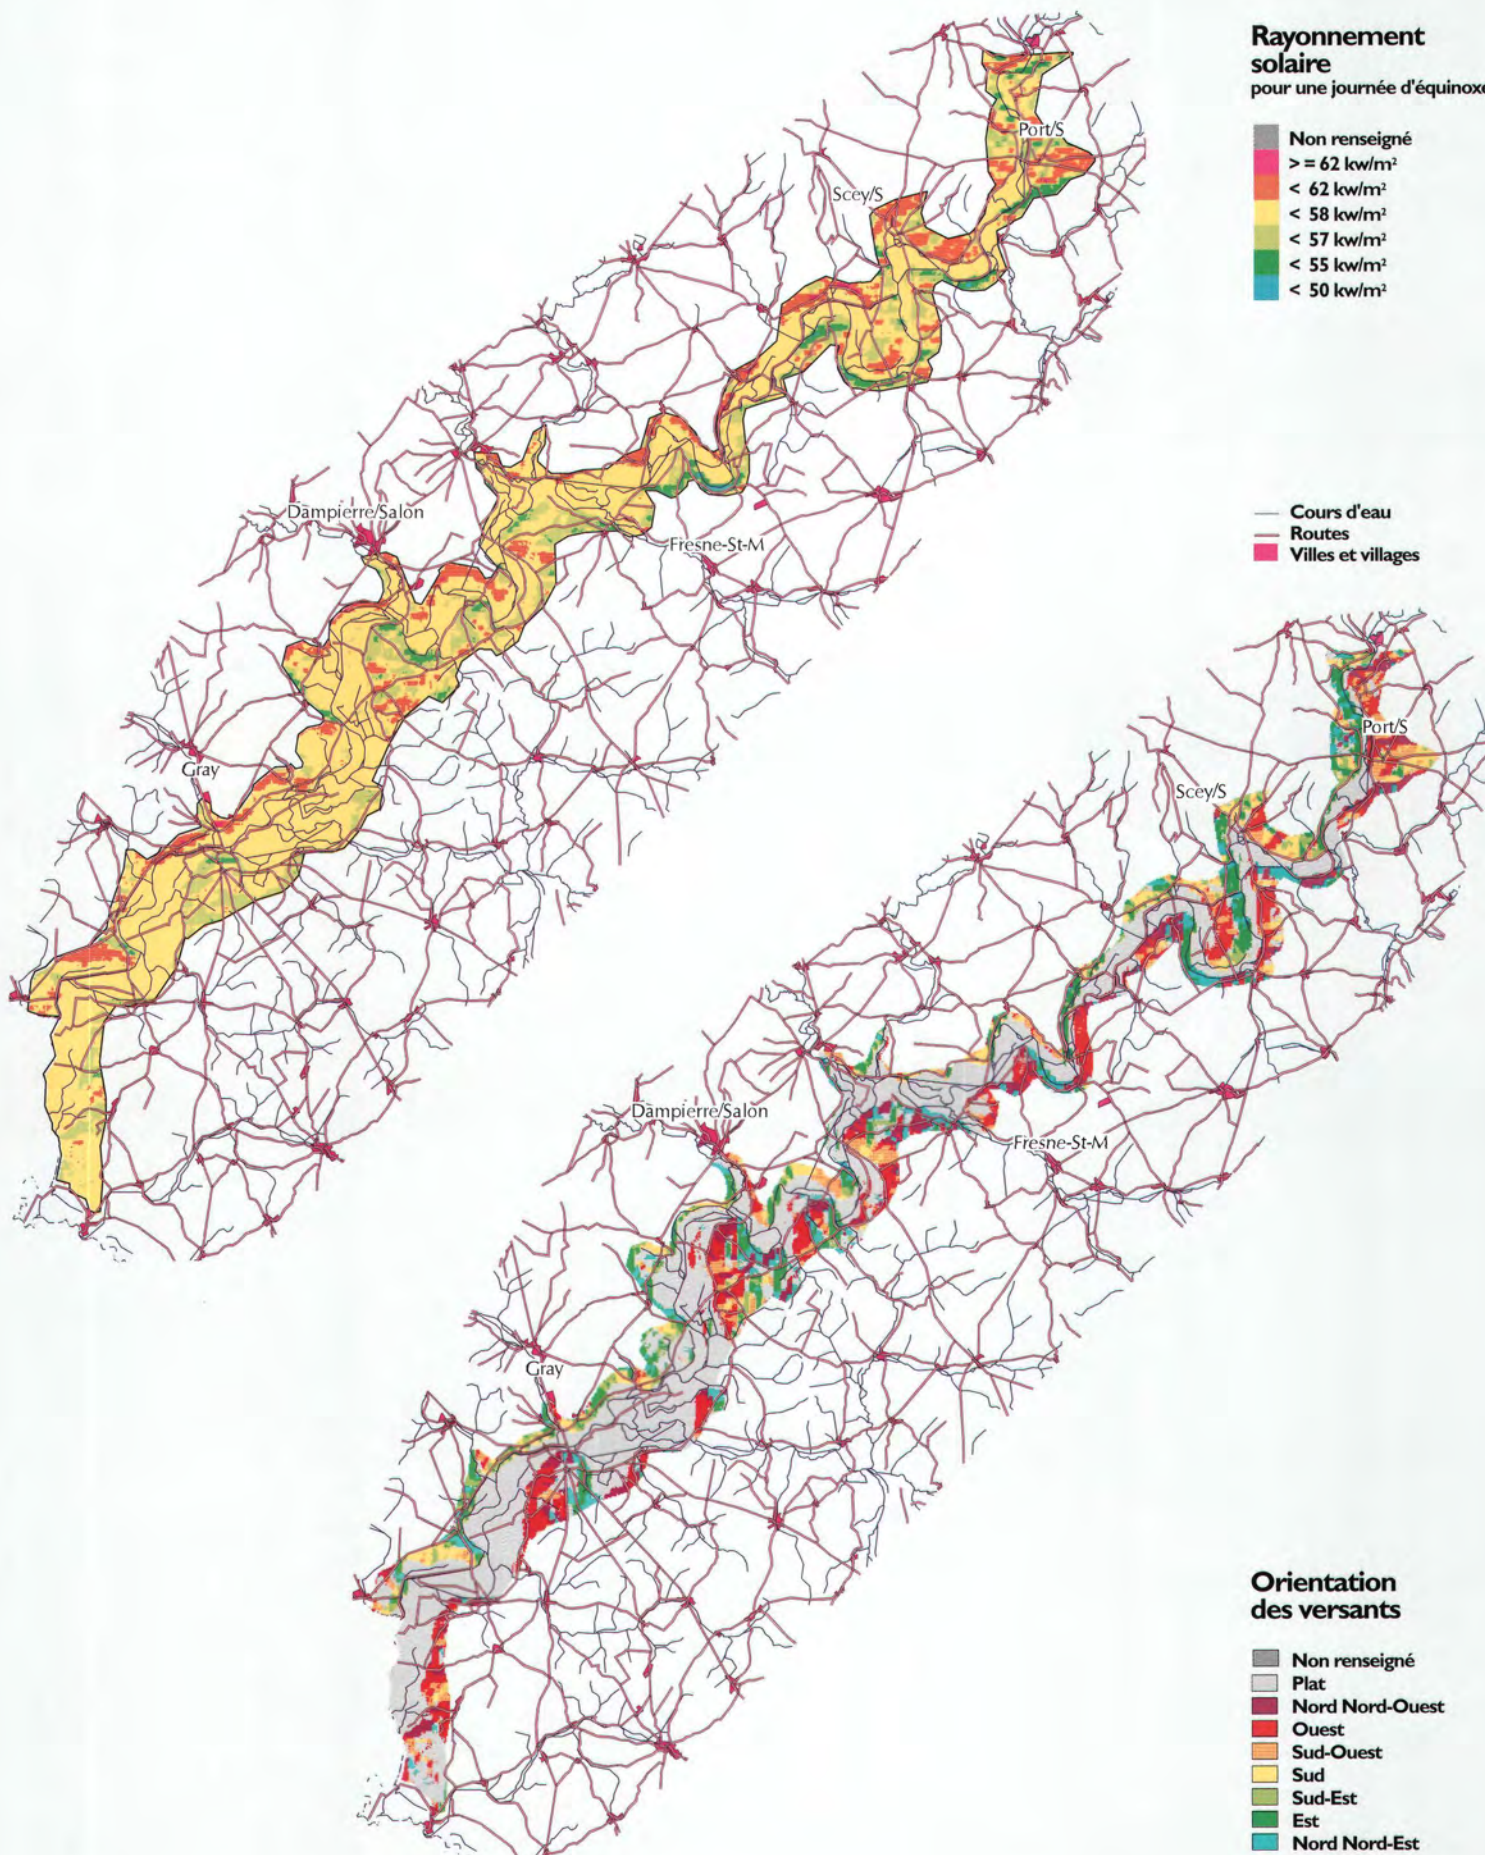 Rayonnement
solaire
pour une journée d'équinoxe
Non renseigné
> = 62 kw/m²
< 62 kw/m²
< 58 kw/m²
< 57 kw/m²
< 55 kw/m²
< 50 kw/m²
Port/S
Scey/S
Dampierre/Salon
Fresne-St-M
Gray
Cours d'eau
Routes
Villes et villages
Port/S
Scey/S
Dampierre/Salon
Fresne-St-M
Gray
Orientation
des versants
Non renseigné
Plat
Nord Nord-Ouest
Ouest
Sud-Ouest
Sud
Sud-Est
Est
Nord Nord-Est